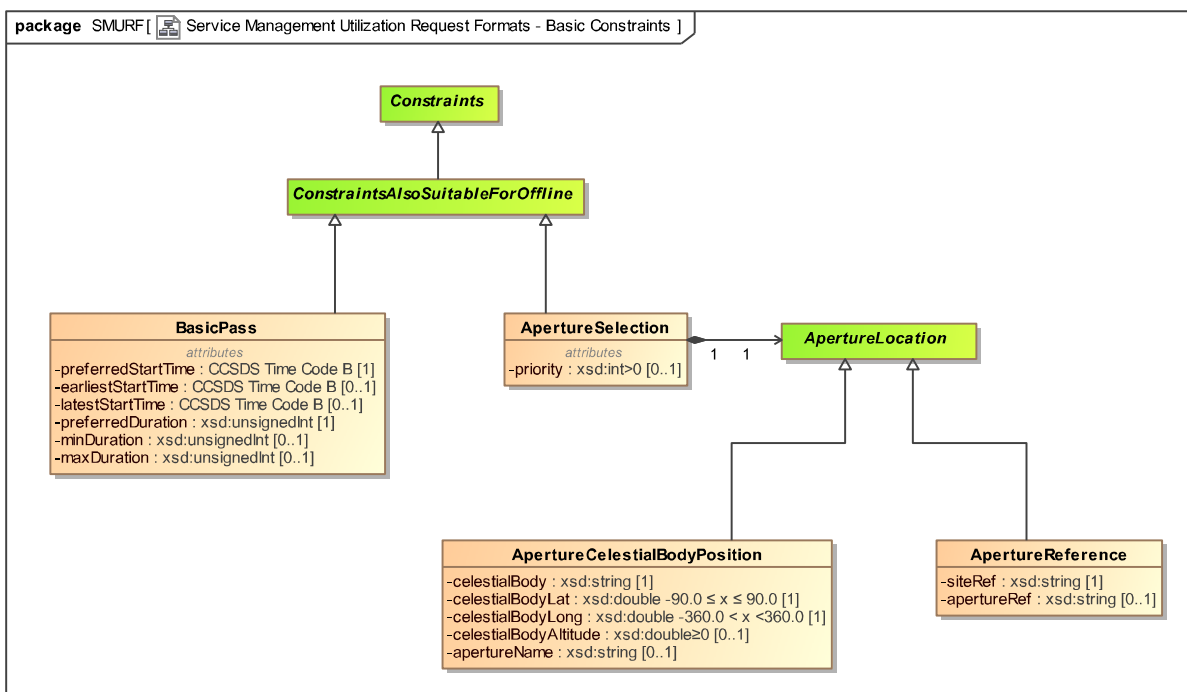 package SMURF[ Service Management Utilization Request Formats - Basic Constraints ]
Constraints
ConstraintsAlsoSuitableForOffline
BasicPass
attributes
-preferredStartTime : CCSDS Time Code B [1]
-earliestStartTime : CCSDS Time Code B [0..1]
-latestStartTime : CCSDS Time Code B [0..1]
-preferredDuration : xsd:unsignedInt [1]
-minDuration : xsd:unsignedInt [0..1]
-maxDuration : xsd:unsignedInt [0..1]
ApertureSelection
attributes
-priority : xsd:int>0 [0..1]
1 1
ApertureLocation
ApertureCelestialBodyPosition
-celestialBody : xsd:string [1]
-celestialBodyLat : xsd:double -90.0 ≤ x ≤ 90.0 [1]
-celestialBodyLong : xsd:double -360.0 < x <360.0 [1]
-celestialBodyAltitude : xsd:double≥0 [0..1]
-apertureName : xsd:string [0..1]
ApertureReference
-siteRef : xsd:string [1]
-apertureRef : xsd:string [0..1]